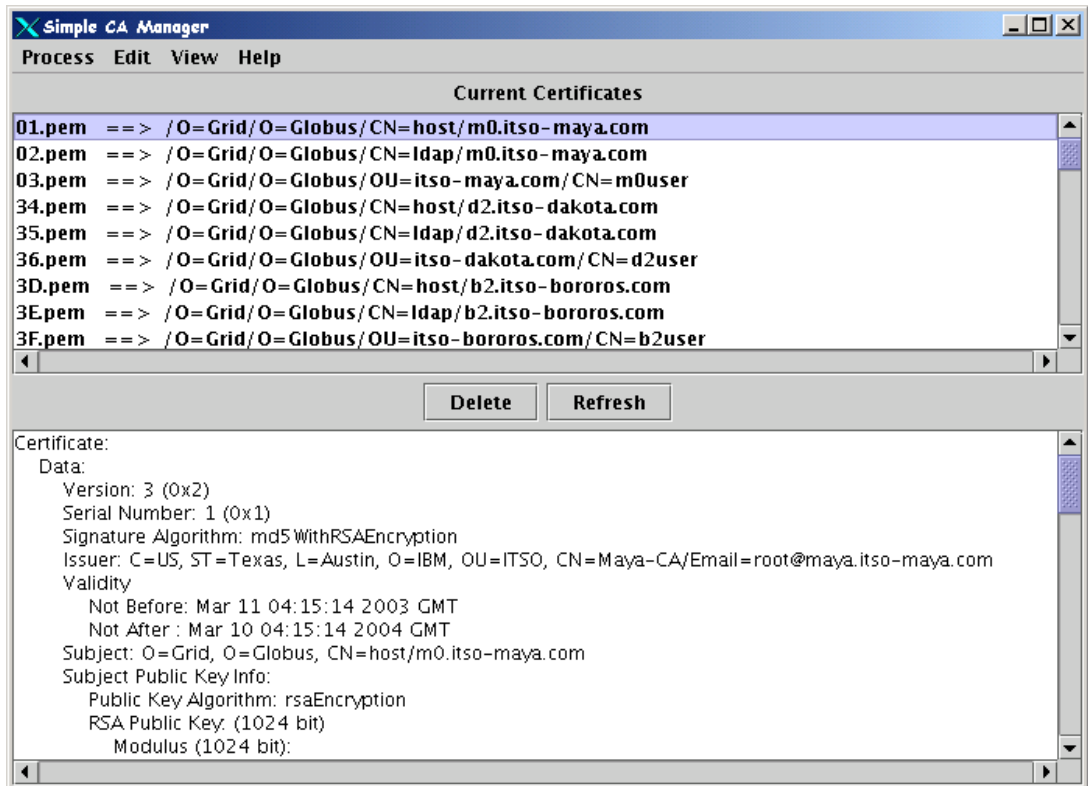 Simple CA Manager
Process Edit View Help
Current Certificates
01.pem ==> /O=Grid/O=Globus/CN=host/m0.itso-maya.com
02.pem ==> /O=Grid/O=Globus/CN=ldap/m0.itso-maya.com
03.pem ==> /O=Grid/O=Globus/OU=itso-maya.com/CN=m0user
34.pem ==> /O=Grid/O=Globus/CN=host/d2.itso-dakota.com
35.pem ==> /O=Grid/O=Globus/CN=ldap/d2.itso-dakota.com
36.pem ==> /O=Grid/O=Globus/OU=itso-dakota.com/CN=d2user
3D.pem ==> /O=Grid/O=Globus/CN=host/b2.itso-bororos.com
3E.pem ==> /O=Grid/O=Globus/CN=ldap/b2.itso-bororos.com
3F.pem ==> /O=Grid/O=Globus/OU=itso-bororos.com/CN=b2user
Delete Refresh
Certificate:
Data:
Version: 3 (0x2)
Serial Number: 1 (0x1)
Signature Algorithm: md5WithRSAEncryption
Issuer: C=US, ST=Texas, L=Austin, O=IBM, OU=ITSO, CN=Maya-CA/Email=root@maya.itso-maya.com
Validity
Not Before: Mar 11 04:15:14 2003 GMT
Not After : Mar 10 04:15:14 2004 GMT
Subject: O=Grid, O=Globus, CN=host/m0.itso-maya.com
Subject Public Key Info:
Public Key Algorithm: rsaEncryption
RSA Public Key: (1024 bit)
Modulus (1024 bit):